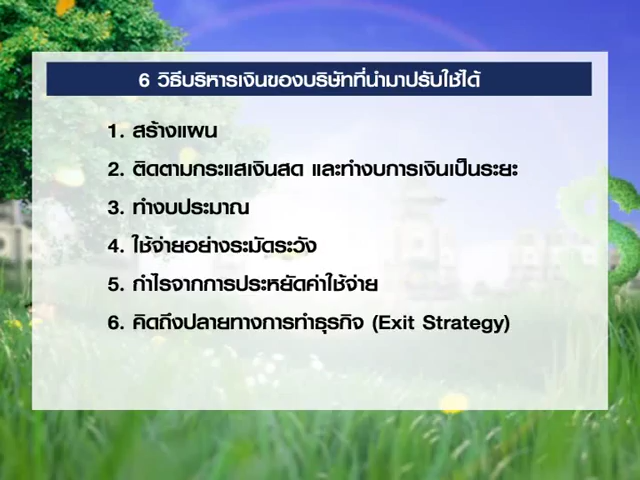 6 วิธีบริหารเงินของบริษัทที่นำมาปรับใช้ได้
1. สร้างแผน
2. ติดตามกระแสเงินสด และทำงบการเงินเป็นระยะ
3. ทำงบประมาณ
4. ใช้จ่ายอย่างระมัดระวัง
5. กำไรจากการประหยัดค่าใช้จ่าย
6. คิดถึงปลายทางการทำธุรกิจ (Exit Strategy)